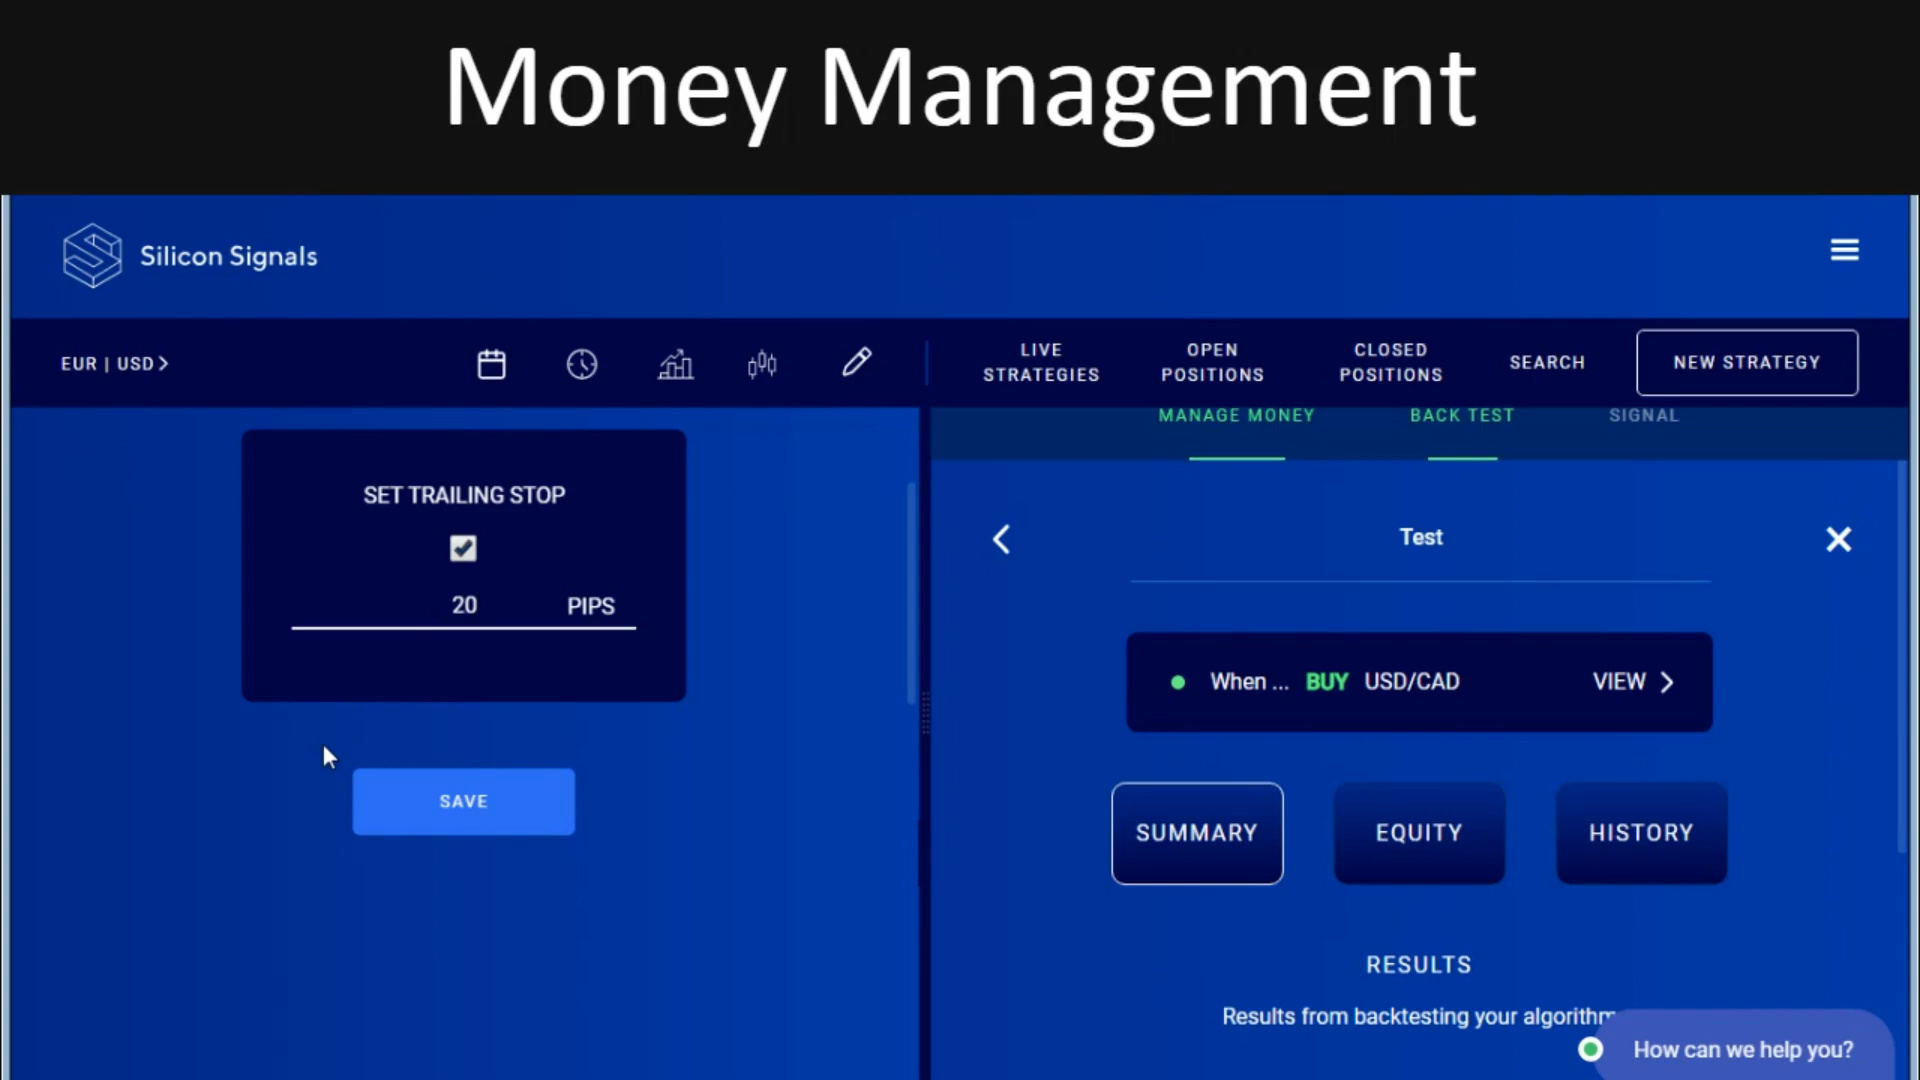 Money Management
Silicon Signals
EUR | USD
LIVE
STRATEGIES
OPEN
POSITIONS
CLOSED
POSITIONS
SEARCH
NEW STRATEGY
MANAGE MONEY
BACK TEST
SIGNAL
SET TRAILING STOP
20 PIPS
SAVE
Test
When ... BUY USD/CAD VIEW
SUMMARY
EQUITY
HISTORY
RESULTS
Results from backtesting your algorithm
How can we help you?